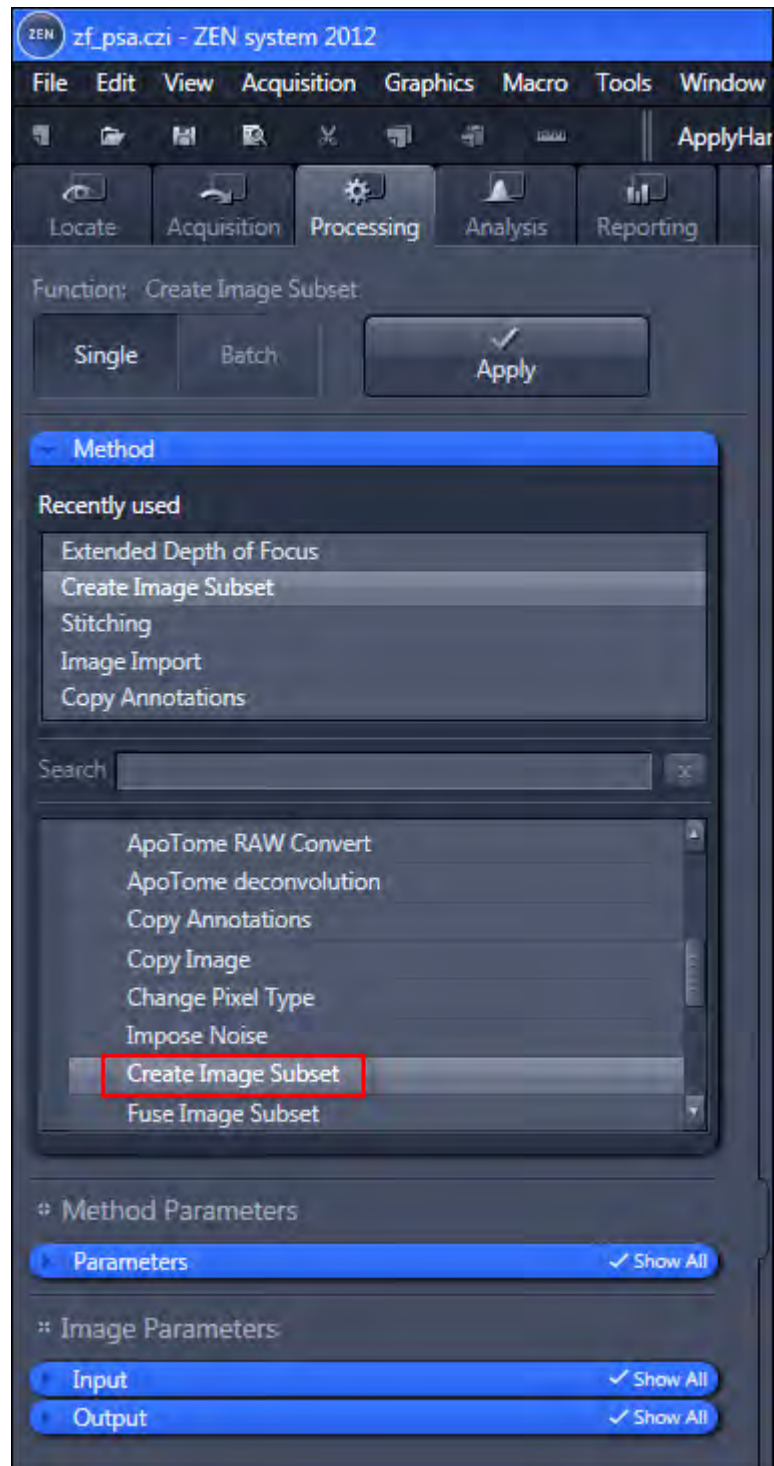 ZEN zf_psa.czi - ZEN system 2012
File Edit View Acquisition Graphics Macro Tools Window
ApplyHar
Locate Acquisition Processing Analysis Reporting
Function: Create Image Subset
Single Batch Apply
Method
Recently used
Extended Depth of Focus
Create Image Subset
Stitching
Image Import
Copy Annotations
Search x
ApoTome RAW Convert
ApoTome deconvolution
Copy Annotations
Copy Image
Change Pixel Type
Impose Noise
Create Image Subset
Fuse Image Subset
Method Parameters
Parameters Show All
Image Parameters
Input Show All
Output Show All